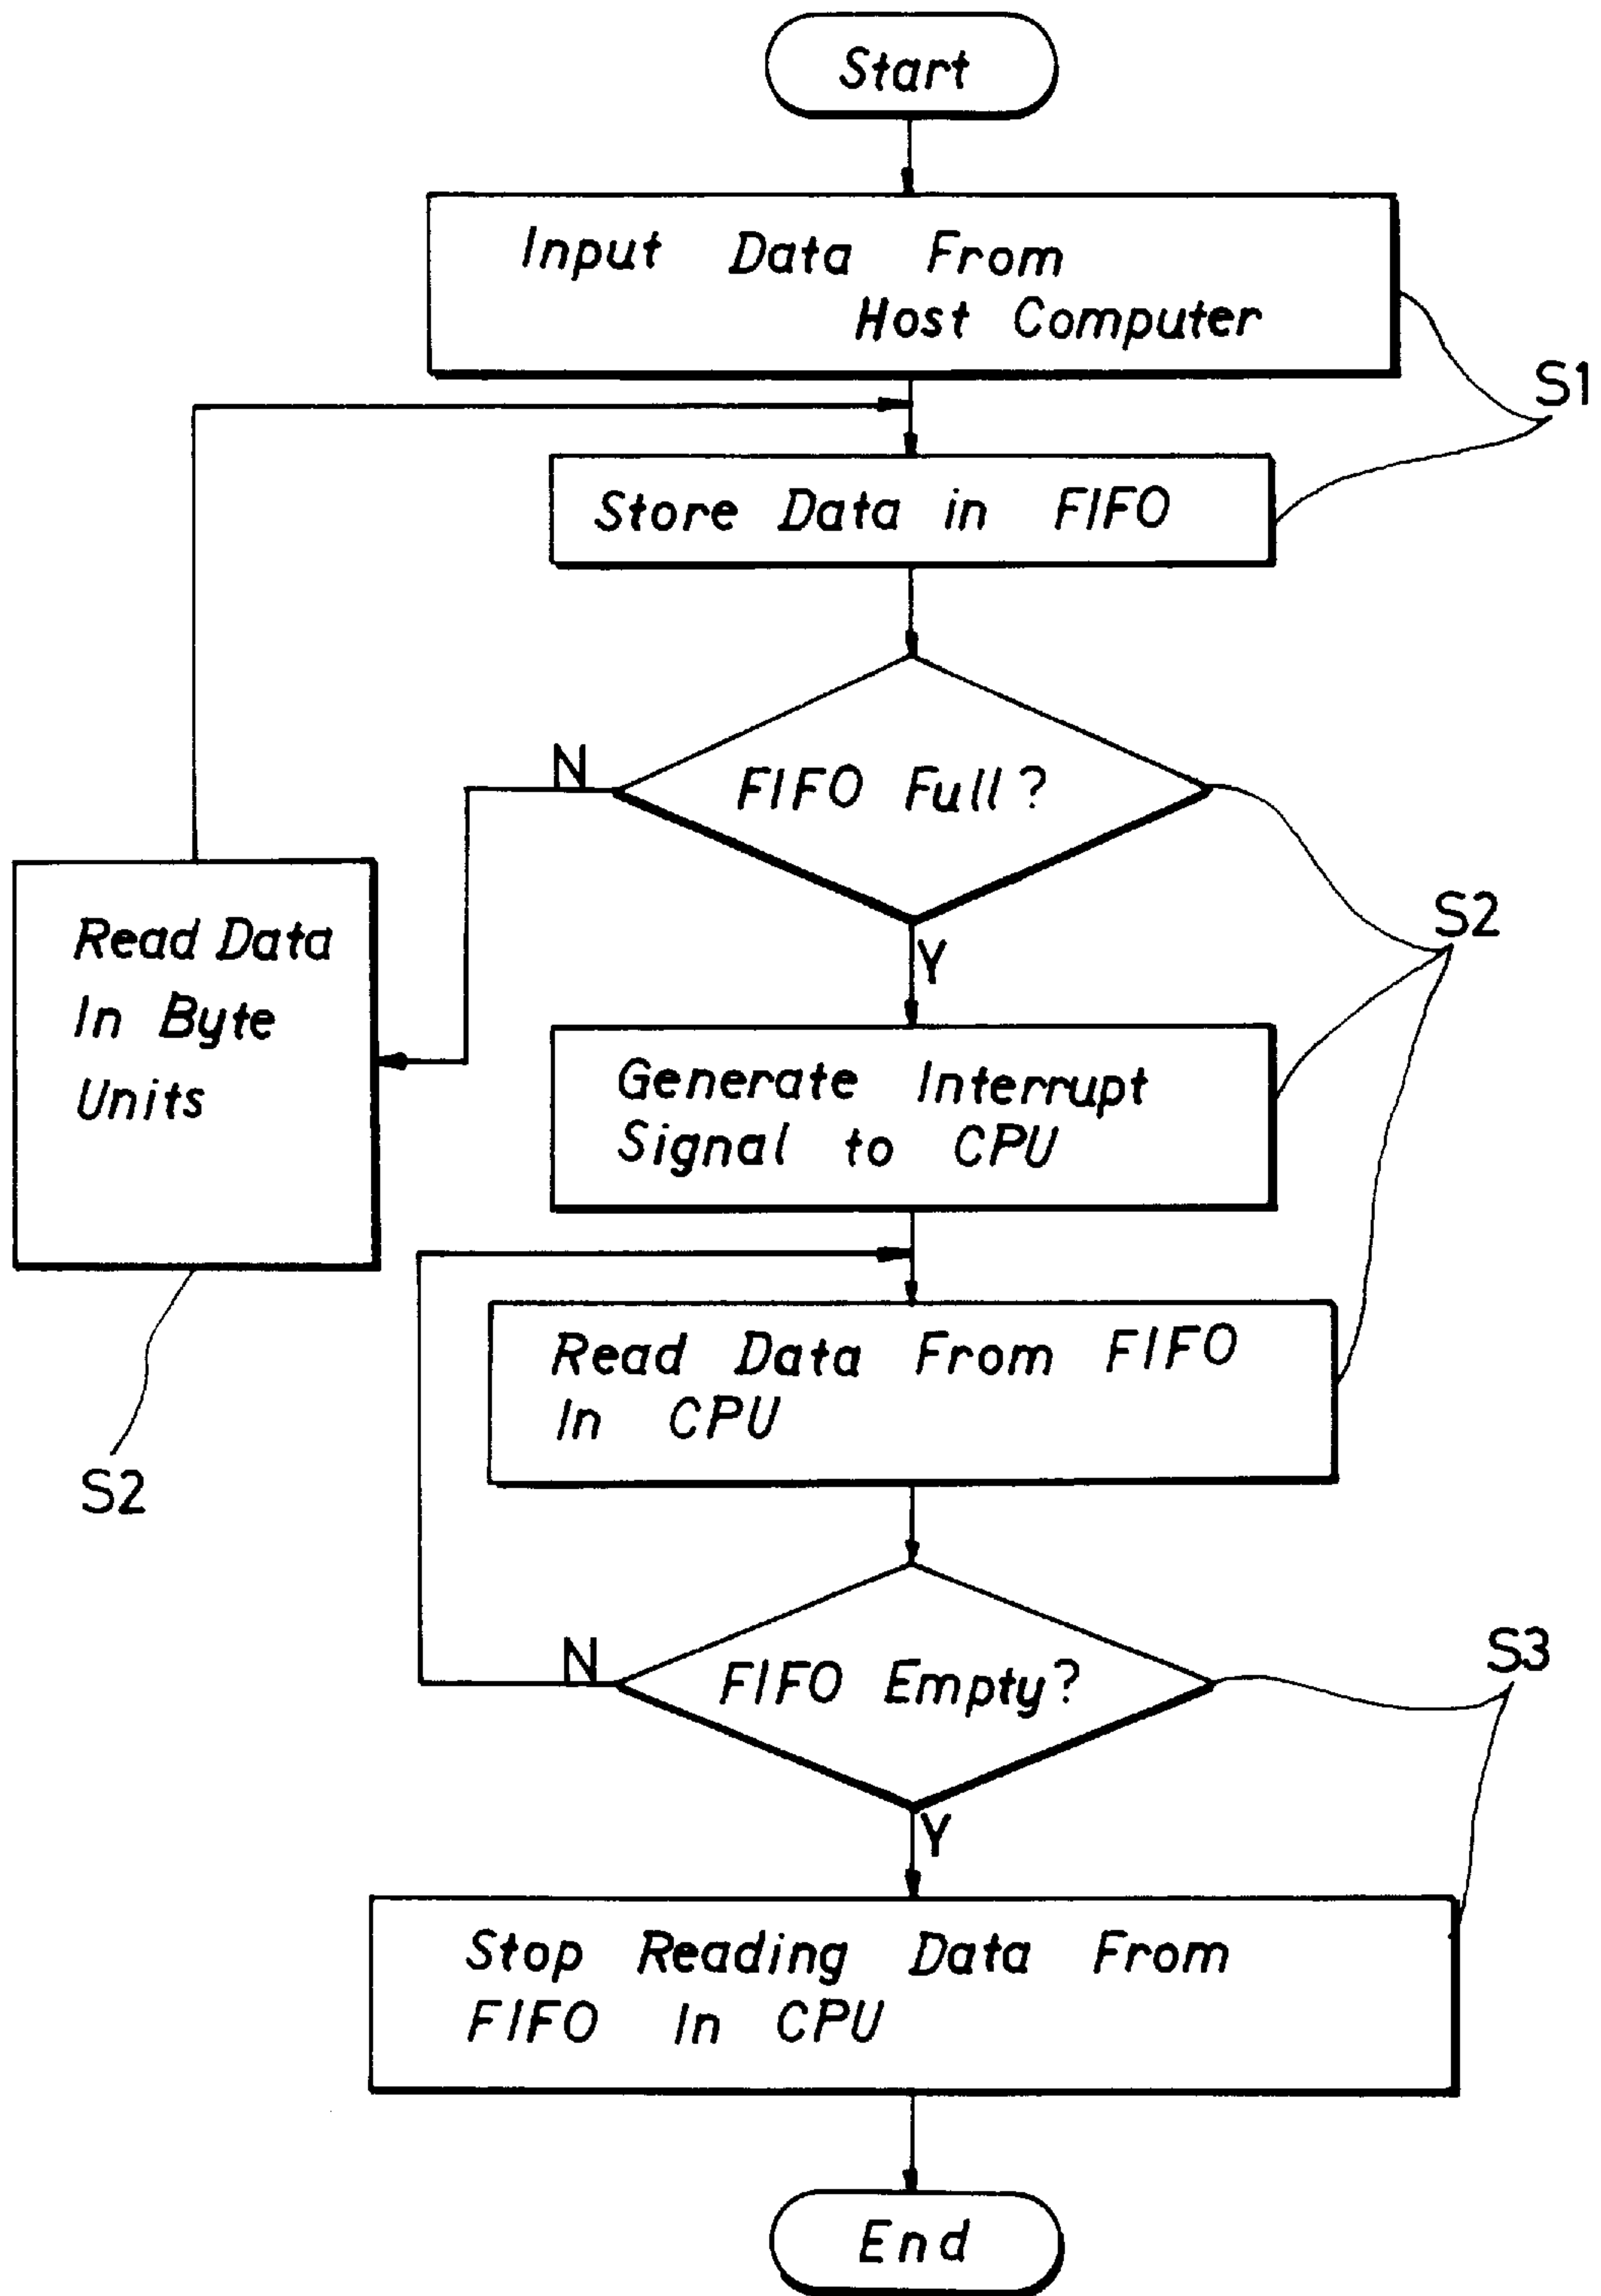 Start
Input Data From
Host Computer
S1
Store Data in FIFO
FIFO Full?
N
Y
S2
Read Data
In Byte
Units
S2
Generate Interrupt
Signal to CPU
Read Data From FIFO
In CPU
FIFO Empty?
N
Y
S3
Stop Reading Data From
FIFO In CPU
End